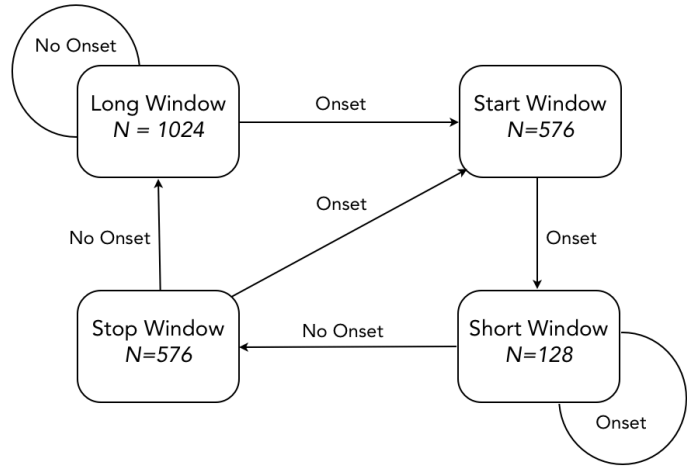 No Onset
Long Window
N = 1024
Onset
Start Window
N=576
Onset
No Onset
Onset
Stop Window
N=576
No Onset
Short Window
N=128
Onset